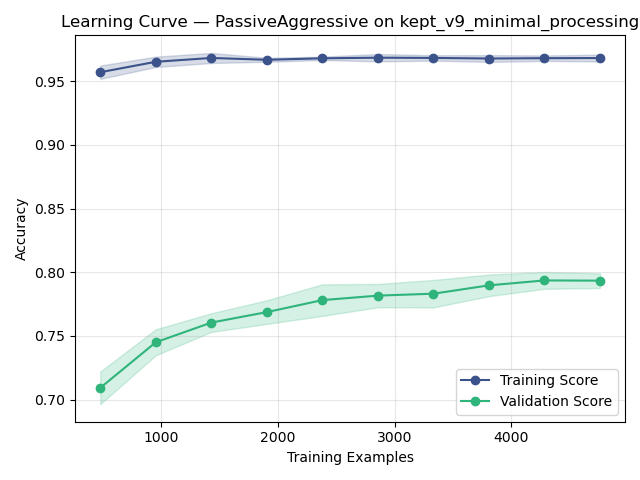 Learning Curve — PassiveAggressive on kept_v9_minimal_processing
0.95
0.90
0.85
0.80
0.75
0.70
Accuracy
1000
2000
3000
4000
Training Examples
Training Score
Validation Score